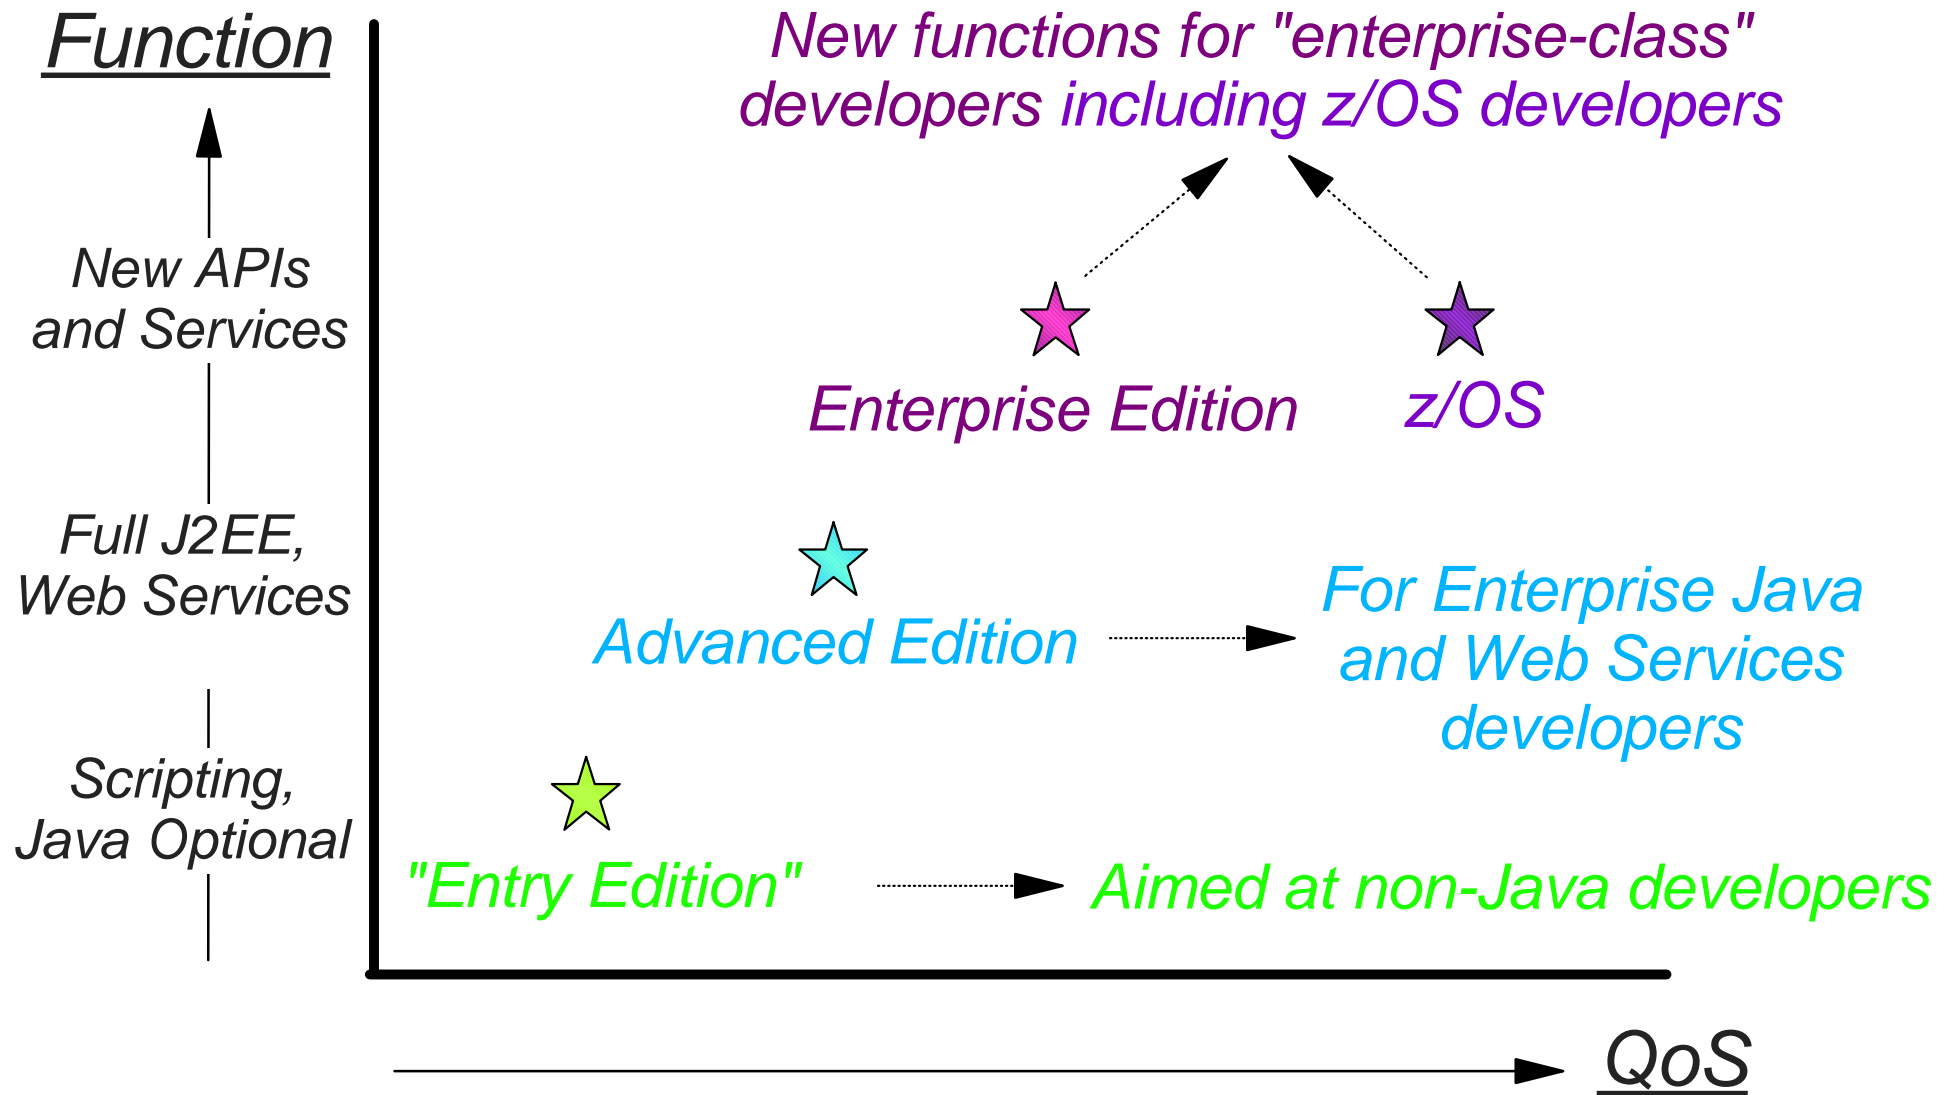 Function
New functions for "enterprise-class"
developers including z/OS developers
New APIs
and Services
Enterprise Edition
z/OS
Full J2EE,
Web Services
Advanced Edition
For Enterprise Java
and Web Services
developers
Scripting,
Java Optional
"Entry Edition"
Aimed at non-Java developers
QoS